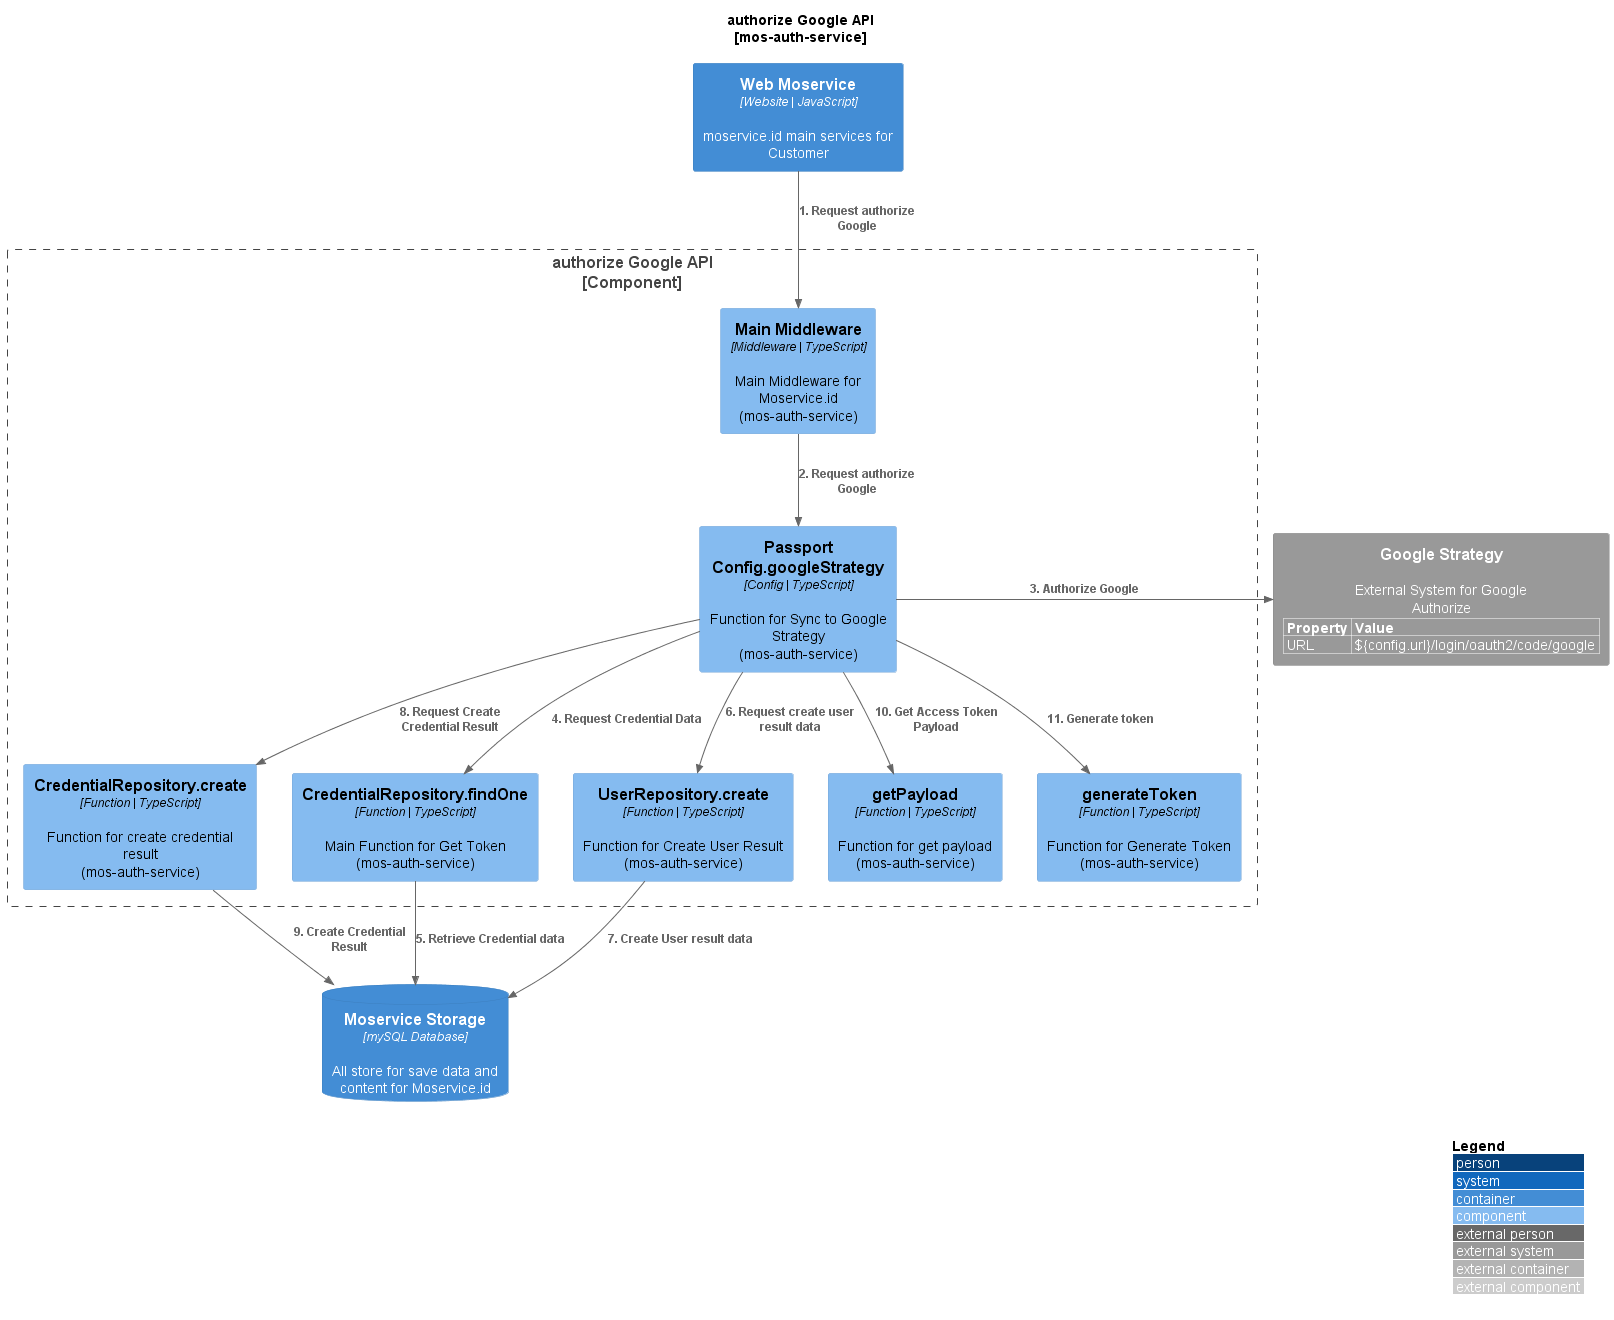 authorize Google API
[mos-auth-service]
Web Moservice
[Website | JavaScript]
moservice.id main services for
Customer
1. Request authorize
Google
authorize Google API
[Component]
Main Middleware
[Middleware | TypeScript]
Main Middleware for
Moservice.id
(mos-auth-service)
2. Request authorize
Google
Passport
Config.googleStrategy
[Config | TypeScript]
Function for Sync to Google
Strategy
(mos-auth-service)
3. Authorize Google
Google Strategy
External System for Google
Authorize
Property Value
URL ${config.url}/login/oauth2/code/google
8. Request Create
Credential Result
4. Request Credential Data
6. Request create user
result data
10. Get Access Token
Payload
11. Generate token
CredentialRepository.create
[Function | TypeScript]
Function for create credential
result
(mos-auth-service)
CredentialRepository.findOne
[Function | TypeScript]
Main Function for Get Token
(mos-auth-service)
UserRepository.create
[Function | TypeScript]
Function for Create User Result
(mos-auth-service)
getPayload
[Function | TypeScript]
Function for get payload
(mos-auth-service)
generateToken
[Function | TypeScript]
Function for Generate Token
(mos-auth-service)
9. Create Credential
Result
5. Retrieve Credential data
7. Create User result data
Moservice Storage
[mySQL Database]
All store for save data and
content for Moservice.id
Legend
person
system
container
component
external person
external system
external container
external component